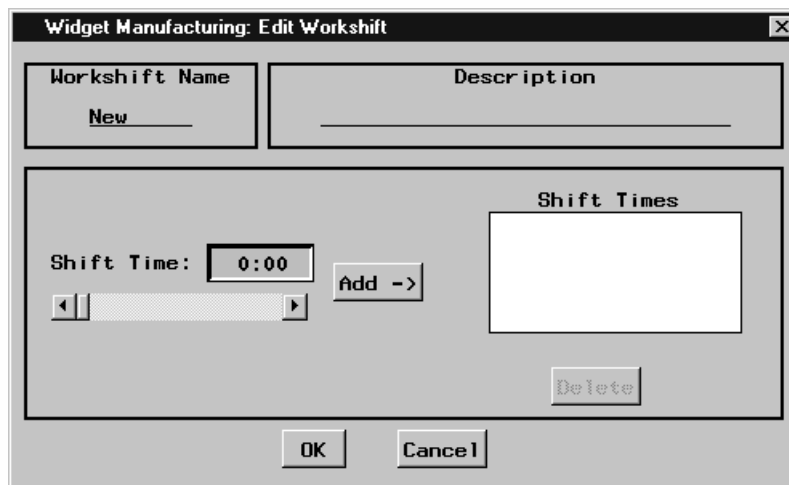 Widget Manufacturing: Edit Workshift
Workshift Name
New
Description
Shift Times
Shift Time: 0:00
Add ->
Delete
OK Cancel